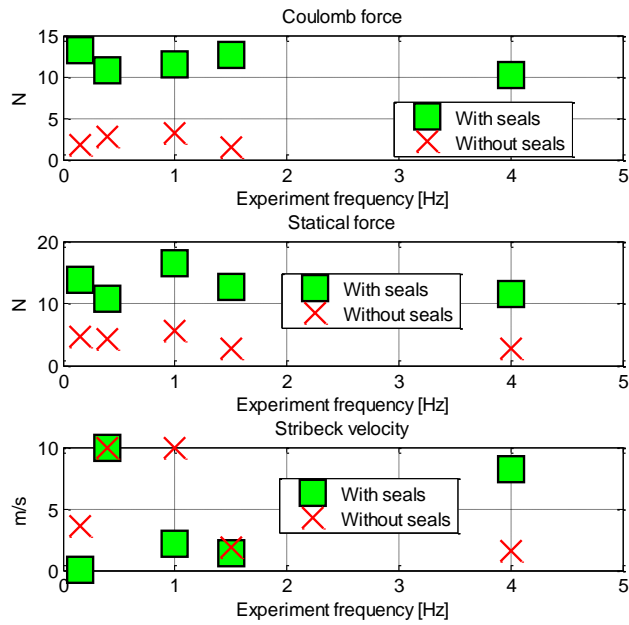 Coulomb force
15
10
5
0
N
With seals
Without seals
0 1 2 3 4 5
Experiment frequency [Hz]
Statical force
20
10
0
N
With seals
Without seals
0 1 2 3 4 5
Experiment frequency [Hz]
Stribeck velocity
10
5
0
m/s
With seals
Without seals
0 1 2 3 4 5
Experiment frequency [Hz]